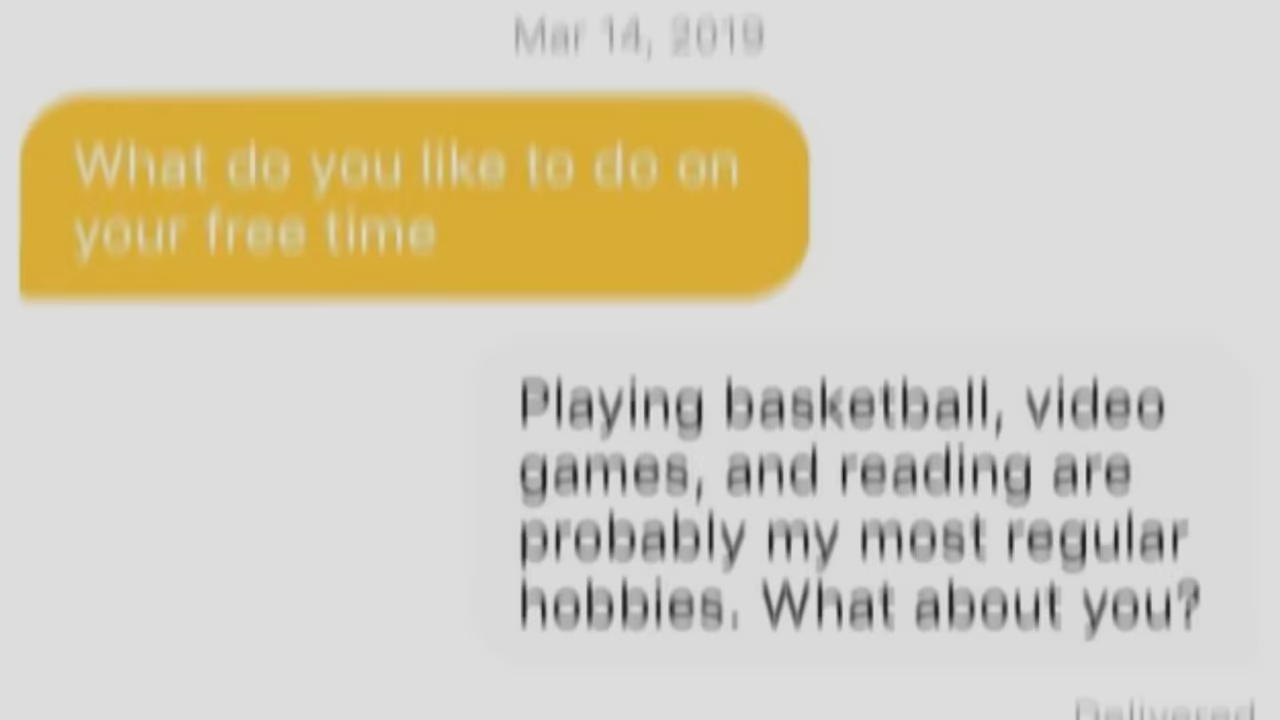 Mar 14, 2019
What do you like to do on
your free time
Playing basketball, video
games, and reading are
probably my most regular
hobbies. What about you?
Delivered